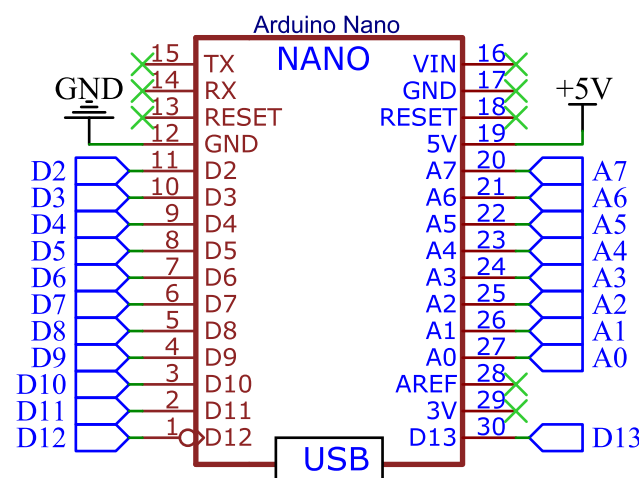 Arduino Nano
NANO
15 TX VIN 16
14 RX GND 17
GND 13 RESET RESET 18 +5V
12 GND 5V 19
D2 11 D2 A7 20 A7
D3 10 D3 A6 21 A6
D4 9 D4 A5 22 A5
D5 8 D5 A4 23 A4
D6 7 D6 A3 24 A3
D7 6 D7 A2 25 A2
D8 5 D8 A1 26 A1
D9 4 D9 A0 27 A0
D10 3 D10 AREF 28
D11 2 D11 3V 29
D12 1 D12 D13 30 D13
USB